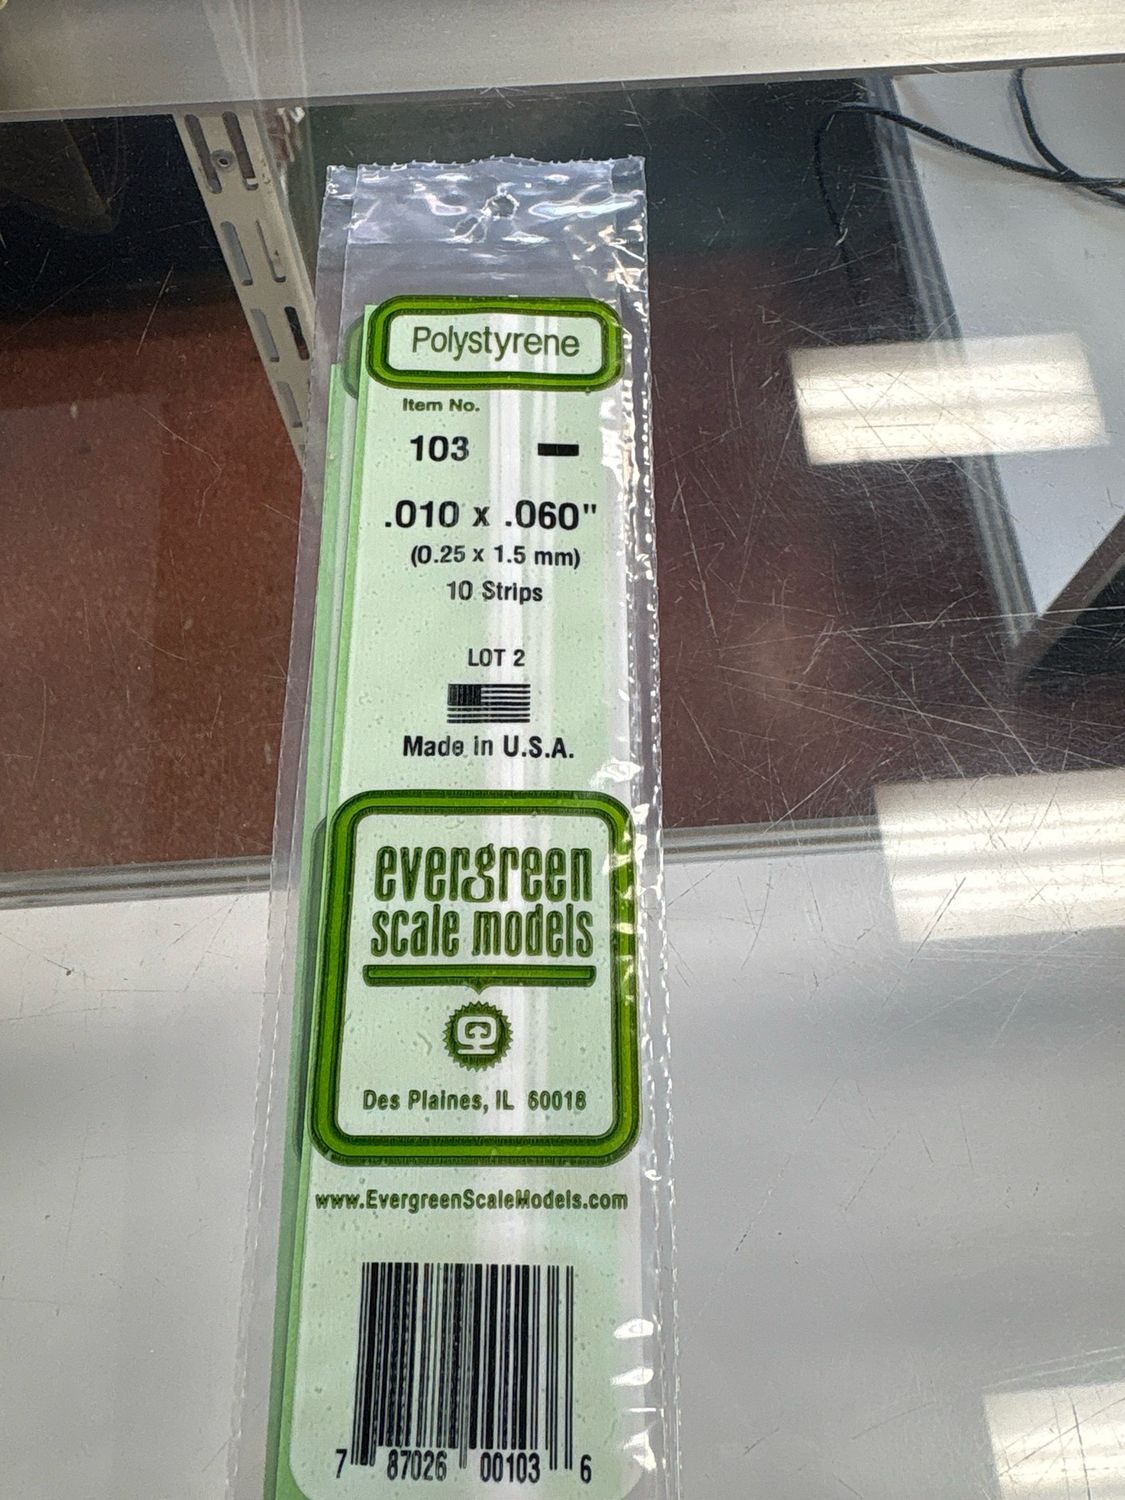 Polystyrene
Item No.
103
.010 x .060"
(0.25 x 1.5 mm)
10 Strips
LOT 2
Made in U.S.A.
evergreen
scale models
Des Plaines, IL 60018
www.EvergreenScaleModels.com
7 87026 00103 6